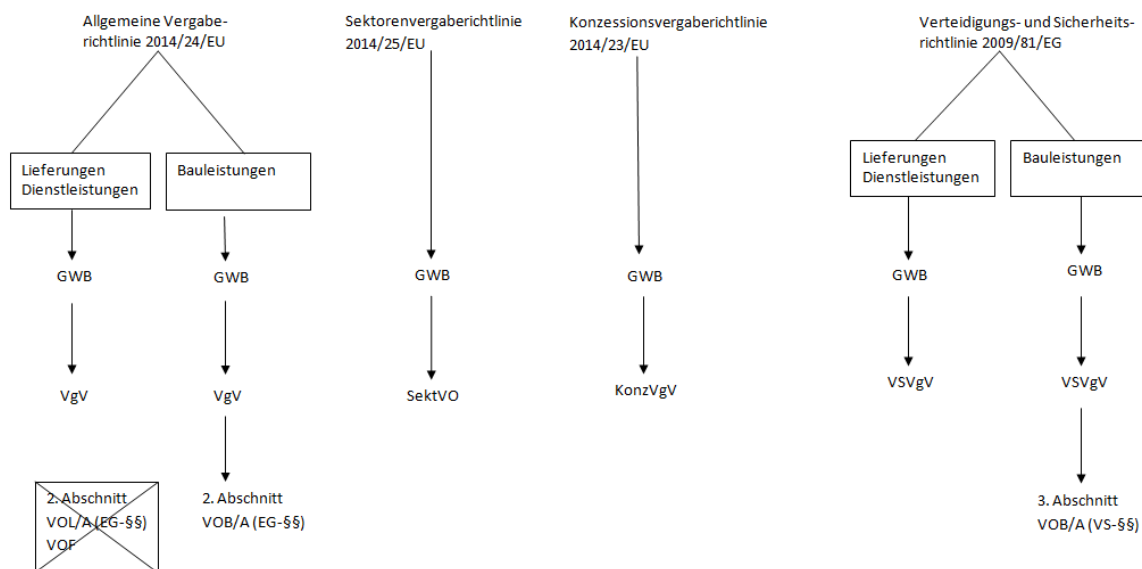 Allgemeine Vergabe-
richtlinie 2014/24/EU
Sektorenvergaberichtlinie
2014/25/EU
Konzessionsvergaberichtlinie
2014/23/EU
Verteidigungs- und Sicherheits-
richtlinie 2009/81/EG
Lieferungen
Dienstleistungen
Bauleistungen
Lieferungen
Dienstleistungen
Bauleistungen
GWB
GWB
GWB
GWB
GWB
GWB
VgV
VgV
SektVO
KonzVgV
VSVgV
VSVgV
2. Abschnitt
VOL/A (EG-§§)
VOF
2. Abschnitt
VOB/A (EG-§§)
3. Abschnitt
VOB/A (VS-§§)